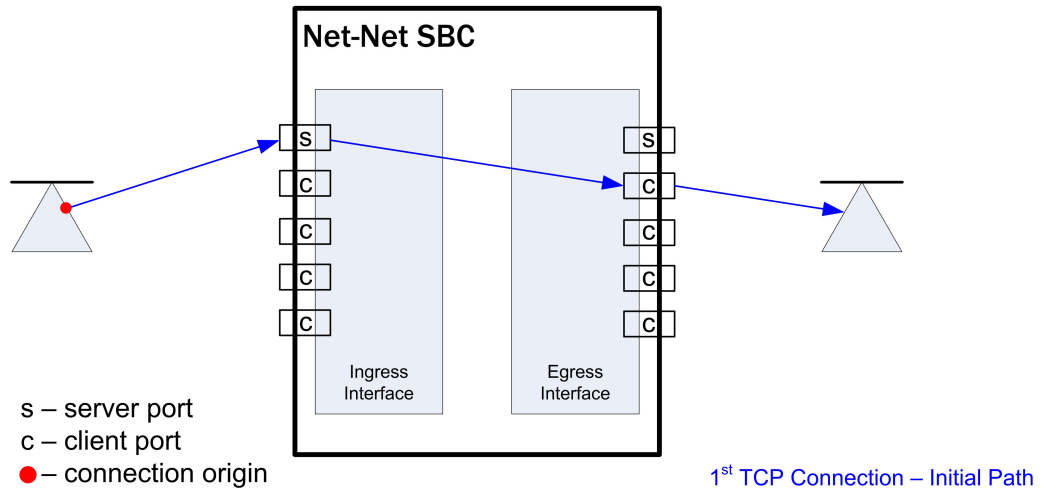 Net-Net SBC
s
c
c
c
c
s
c
c
c
c
Ingress
Interface
Egress
Interface
s – server port
c – client port
– connection origin
1st TCP Connection – Initial Path